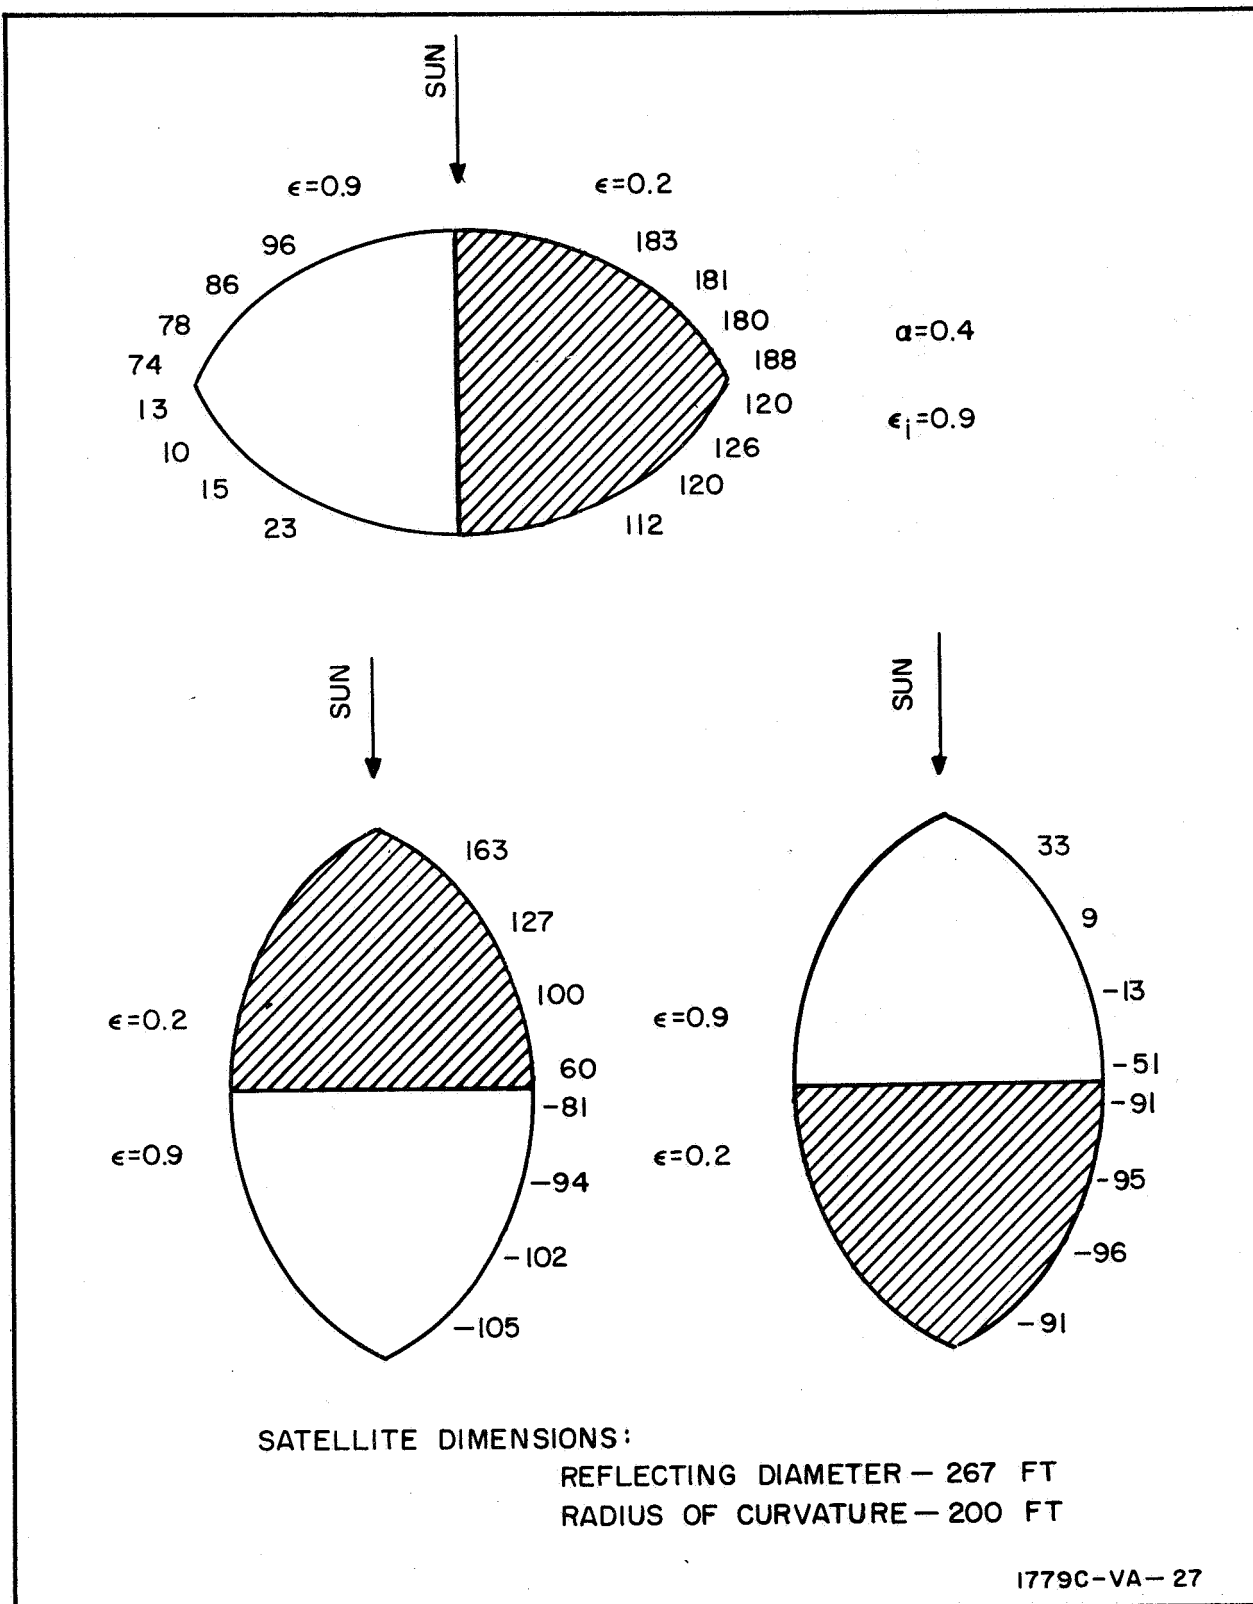 SUN
ϵ=0.9
ϵ=0.2
96
183
86
181
78
180
α=0.4
74
188
13
120
ϵi=0.9
10
126
15
120
23
112
SUN
163
127
100
ϵ=0.2
60
-81
ϵ=0.9
-94
-102
-105
SUN
33
9
-13
ϵ=0.9
-51
-91
ϵ=0.2
-95
-96
-91
SATELLITE DIMENSIONS:
REFLECTING DIAMETER — 267 FT
RADIUS OF CURVATURE — 200 FT
1779C-VA-27